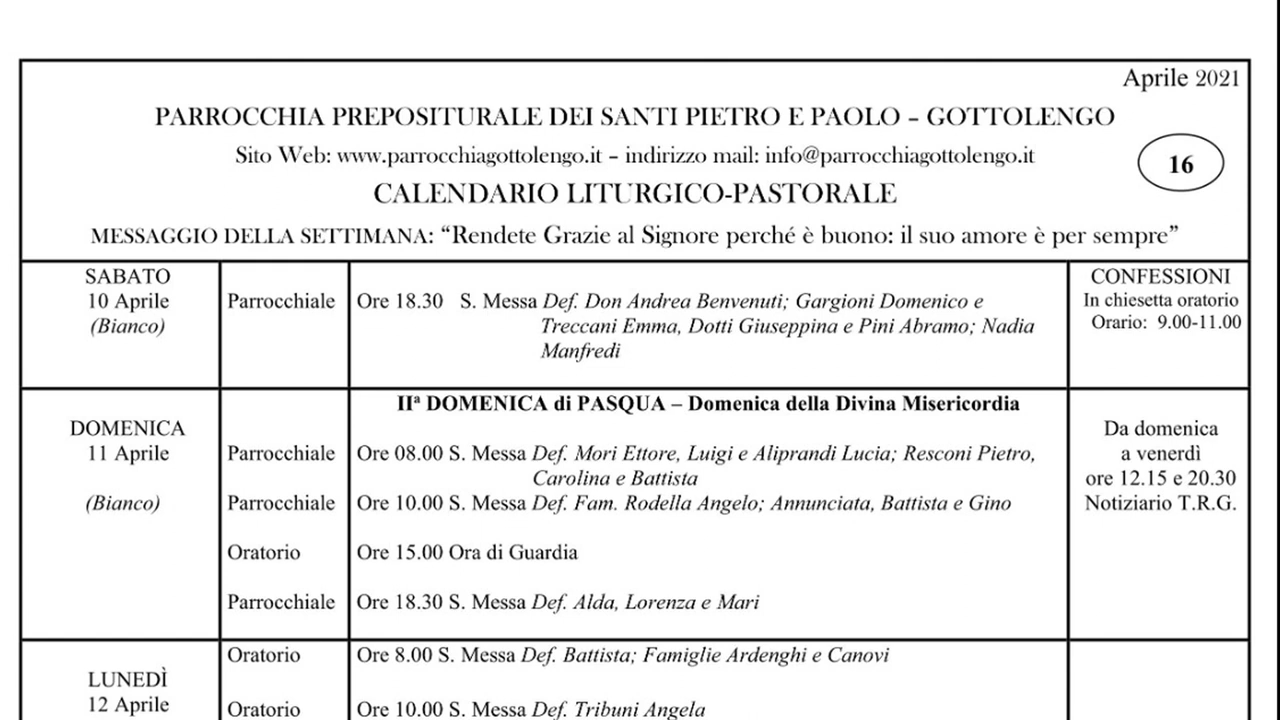 Aprile 2021
PARROCCHIA PREPOSITURALE DEI SANTI PIETRO E PAOLO – GOTTOLENGO
Sito Web: www.parrocchiagottolengo.it – indirizzo mail: info@parrocchiagottolengo.it
16
CALENDARIO LITURGICO-PASTORALE
MESSAGGIO DELLA SETTIMANA: “Rendete Grazie al Signore perché è buono: il suo amore è per sempre”
SABATO
10 Aprile
(Bianco)
Parrocchiale
Ore 18.30 S. Messa Def. Don Andrea Benvenuti; Gargioni Domenico e
Treccani Emma, Dotti Giuseppina e Pini Abramo; Nadia
Manfredi
CONFESSIONI
In chiesetta oratorio
Orario: 9.00-11.00
IIª DOMENICA di PASQUA – Domenica della Divina Misericordia
DOMENICA
11 Aprile
(Bianco)
Parrocchiale
Ore 08.00 S. Messa Def. Mori Ettore, Luigi e Aliprandi Lucia; Resconi Pietro,
Carolina e Battista
Parrocchiale
Ore 10.00 S. Messa Def. Fam. Rodella Angelo; Annunciata, Battista e Gino
Oratorio
Ore 15.00 Ora di Guardia
Parrocchiale
Ore 18.30 S. Messa Def. Alda, Lorenza e Mari
Da domenica
a venerdì
ore 12.15 e 20.30
Notiziario T.R.G.
LUNEDÌ
12 Aprile
Oratorio
Ore 8.00 S. Messa Def. Battista; Famiglie Ardenghi e Canovi
Oratorio
Ore 10.00 S. Messa Def. Tribuni Angela